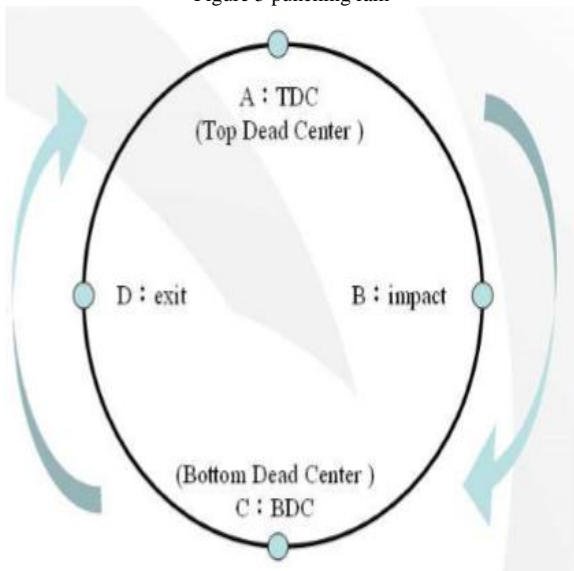 A：TDC
(Top Dead Center )
D：exit
B：impact
(Bottom Dead Center )
C：BDC